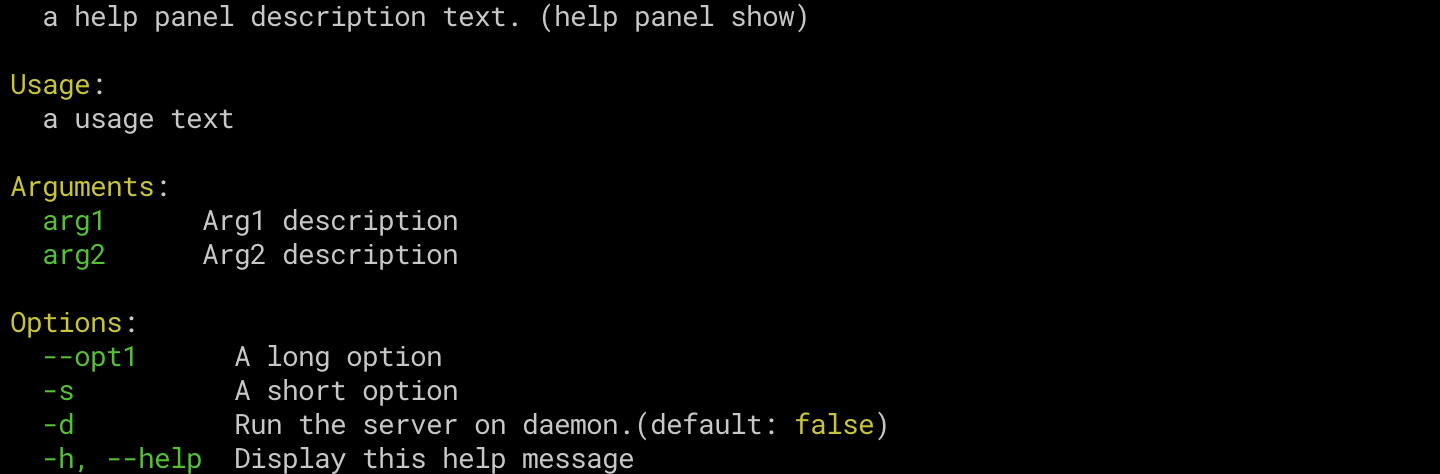 a help panel description text. (help panel show)
Usage:
a usage text
Arguments:
arg1 Arg1 description
arg2 Arg2 description
Options:
--opt1 A long option
-s A short option
-d Run the server on daemon.(default: false)
-h, --help Display this help message